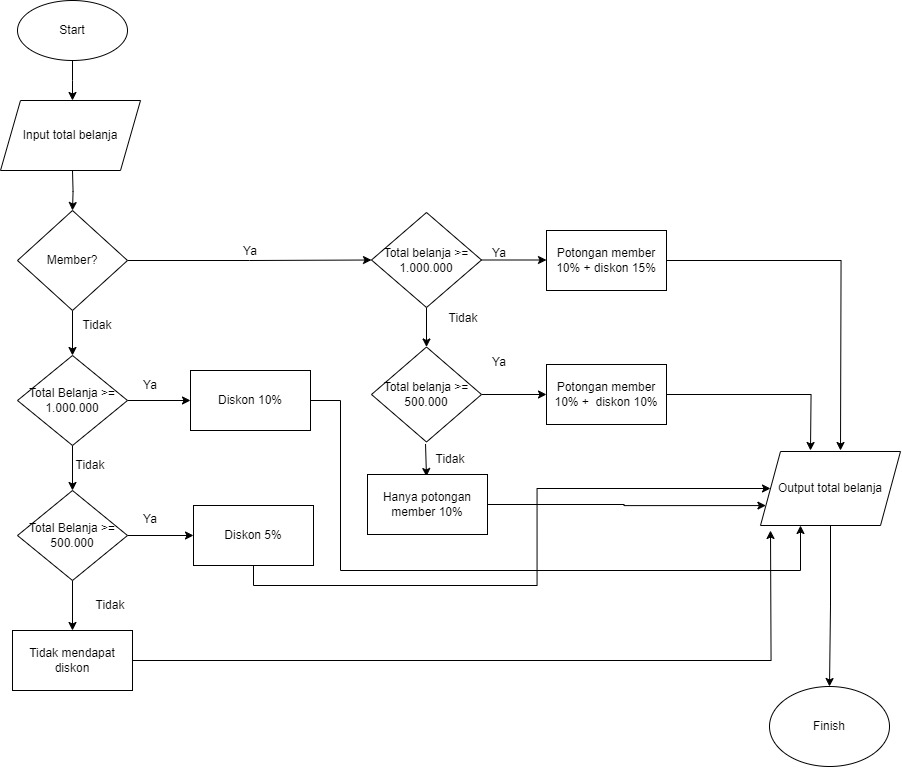 Start
Input total belanja
Member?
Ya
Total belanja >=
1.000.000
Ya
Potongan member
10% + diskon 15%
Tidak
Tidak
Total Belanja >=
1.000.000
Ya
Diskon 10%
Total belanja >=
500.000
Ya
Potongan member
10% + diskon 10%
Tidak
Tidak
Hanya potongan
member 10%
Output total belanja
Total Belanja >=
500.000
Ya
Diskon 5%
Tidak
Tidak mendapat
diskon
Finish